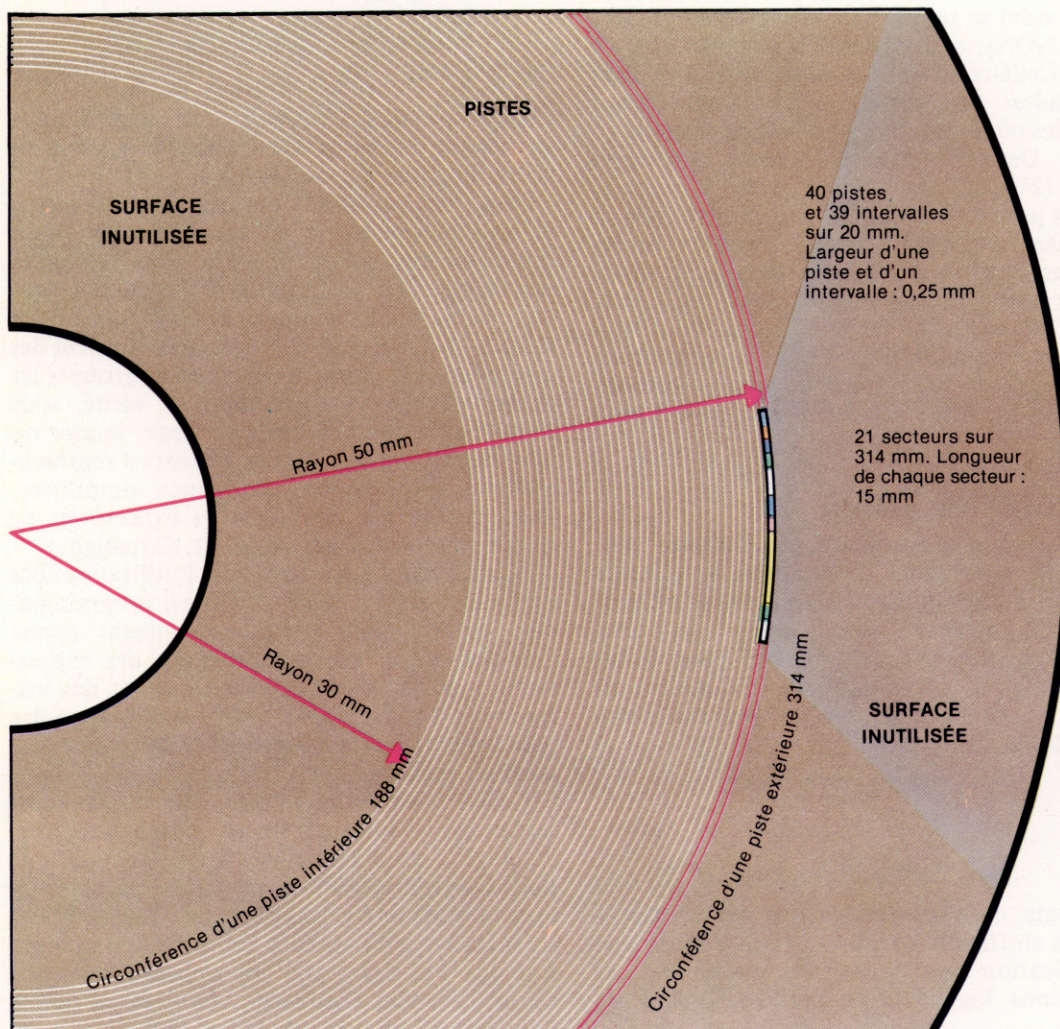 PISTES
SURFACE
INUTILISÉE
40 pistes
et 39 intervalles
sur 20 mm.
Largeur d'une
piste et d'un
intervalle : 0,25 mm
Rayon 50 mm
21 secteurs sur
314 mm. Longueur
de chaque secteur :
15 mm
Rayon 30 mm
SURFACE
INUTILISÉE
Circonférence d'une piste intérieure 188 mm
Circonférence d'une piste extérieure 314 mm